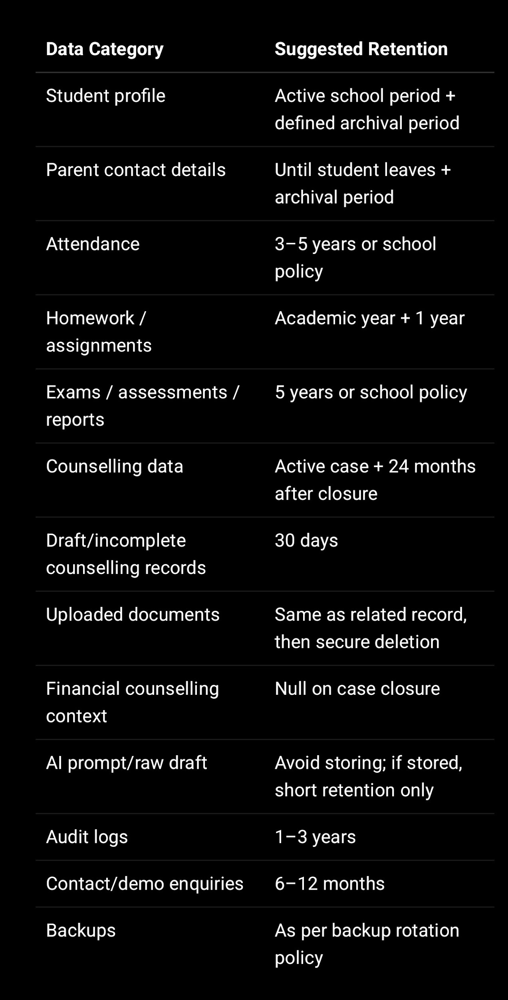 Data Category Suggested Retention
Student profile Active school period +
defined archival period
Parent contact details Until student leaves +
archival period
Attendance 3–5 years or school
policy
Homework / Academic year + 1 year
assignments
Exams / assessments / 5 years or school policy
reports
Counselling data Active case + 24 months
after closure
Draft/incomplete 30 days
counselling records
Uploaded documents Same as related record,
then secure deletion
Financial counselling Null on case closure
context
AI prompt/raw draft Avoid storing; if stored,
short retention only
Audit logs 1–3 years
Contact/demo enquiries 6–12 months
Backups As per backup rotation
policy